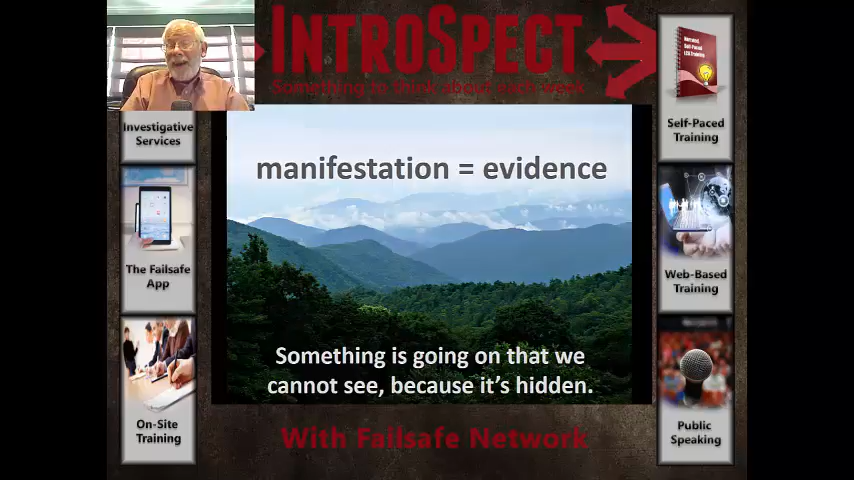 INTROSPECT
Something to think about each week
Investigative
Services
The Failsafe
App
On-Site
Training
manifestation = evidence
Something is going on that we
cannot see, because it's hidden.
With Failsafe Network
Self-Paced
Training
Web-Based
Training
Public
Speaking